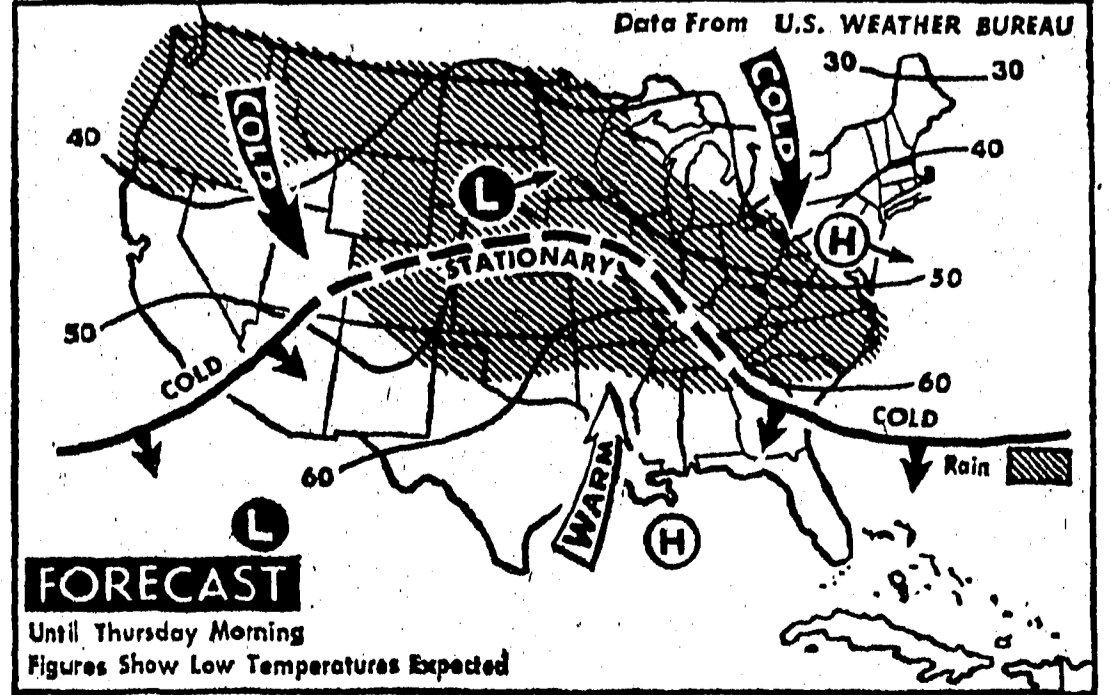 Data From U.S. WEATHER BUREAU
30
30
COLD
COLD
40
40
L
H
STATIONARY
50
50
COLD
60
COLD
Rain
60
WARM
L
H
FORECAST
Until Thursday Morning
Figures Show Low Temperatures Expected